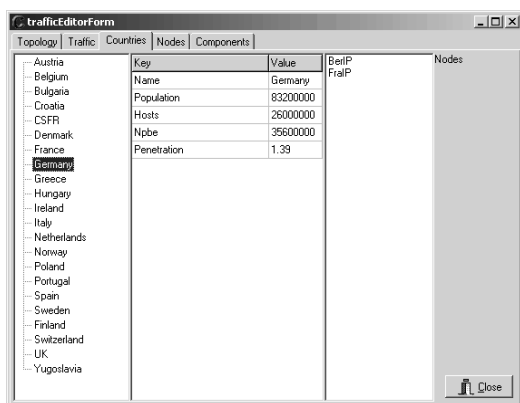 trafficEditorForm
Topology Traffic Countries Nodes Components
Austria
Belgium
Bulgaria
Croatia
CSFR
Denmark
France
Germany
Greece
Hungary
Ireland
Italy
Netherlands
Norway
Poland
Portugal
Spain
Sweden
Finland
Switzerland
UK
Yugoslavia
Key Value
Name Germany
Population 83200000
Hosts 26000000
Npbe 35600000
Penetration 1.39
BerIP
FraIP
Nodes
Close